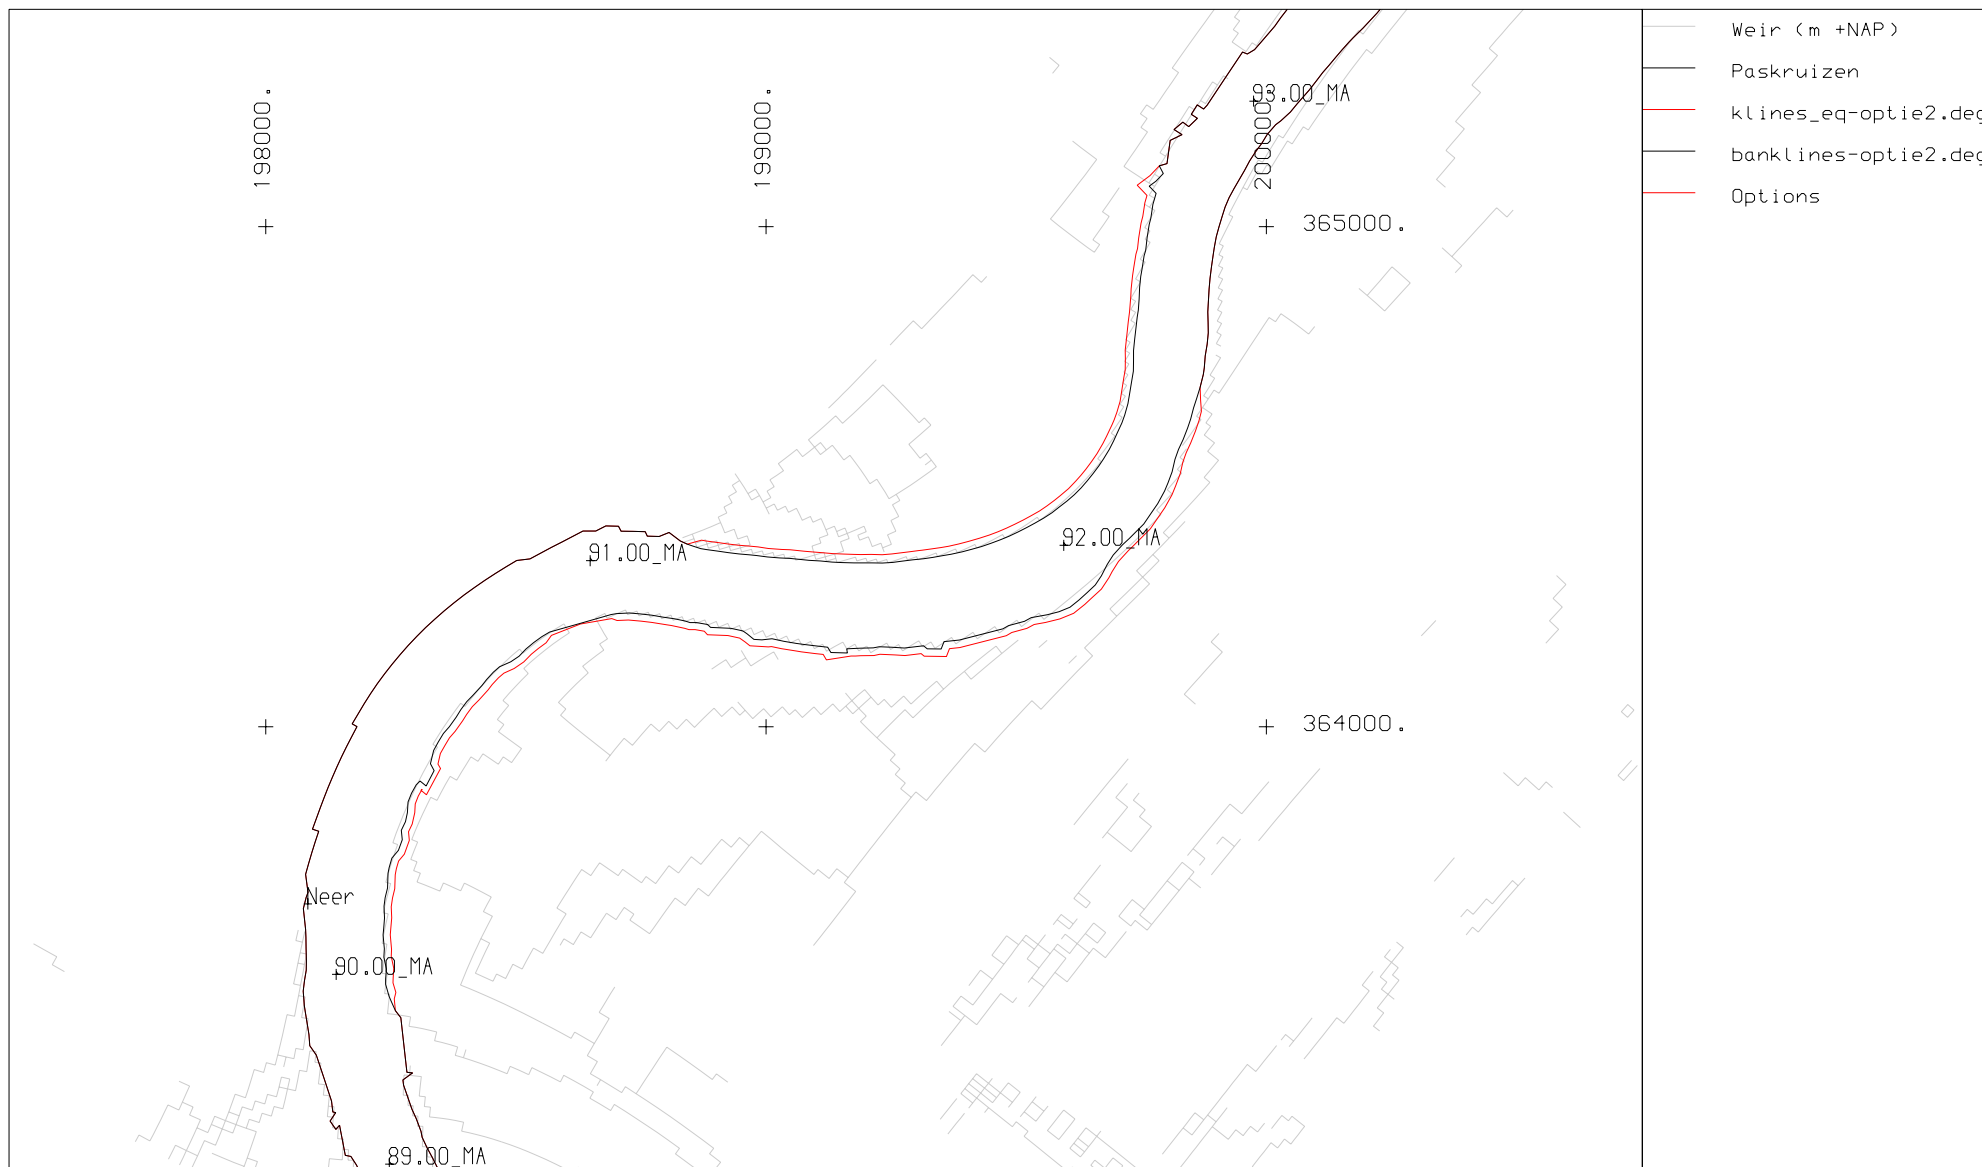 Weir (m +NAP)
Paskruizen
klines_eq-optie2.deg
banklines-optie2.deg
Options
198000.
199000.
200000.
93.00_MA
365000.
92.00_MA
91.00_MA
364000.
Neer
90.00_MA
89.00_MA